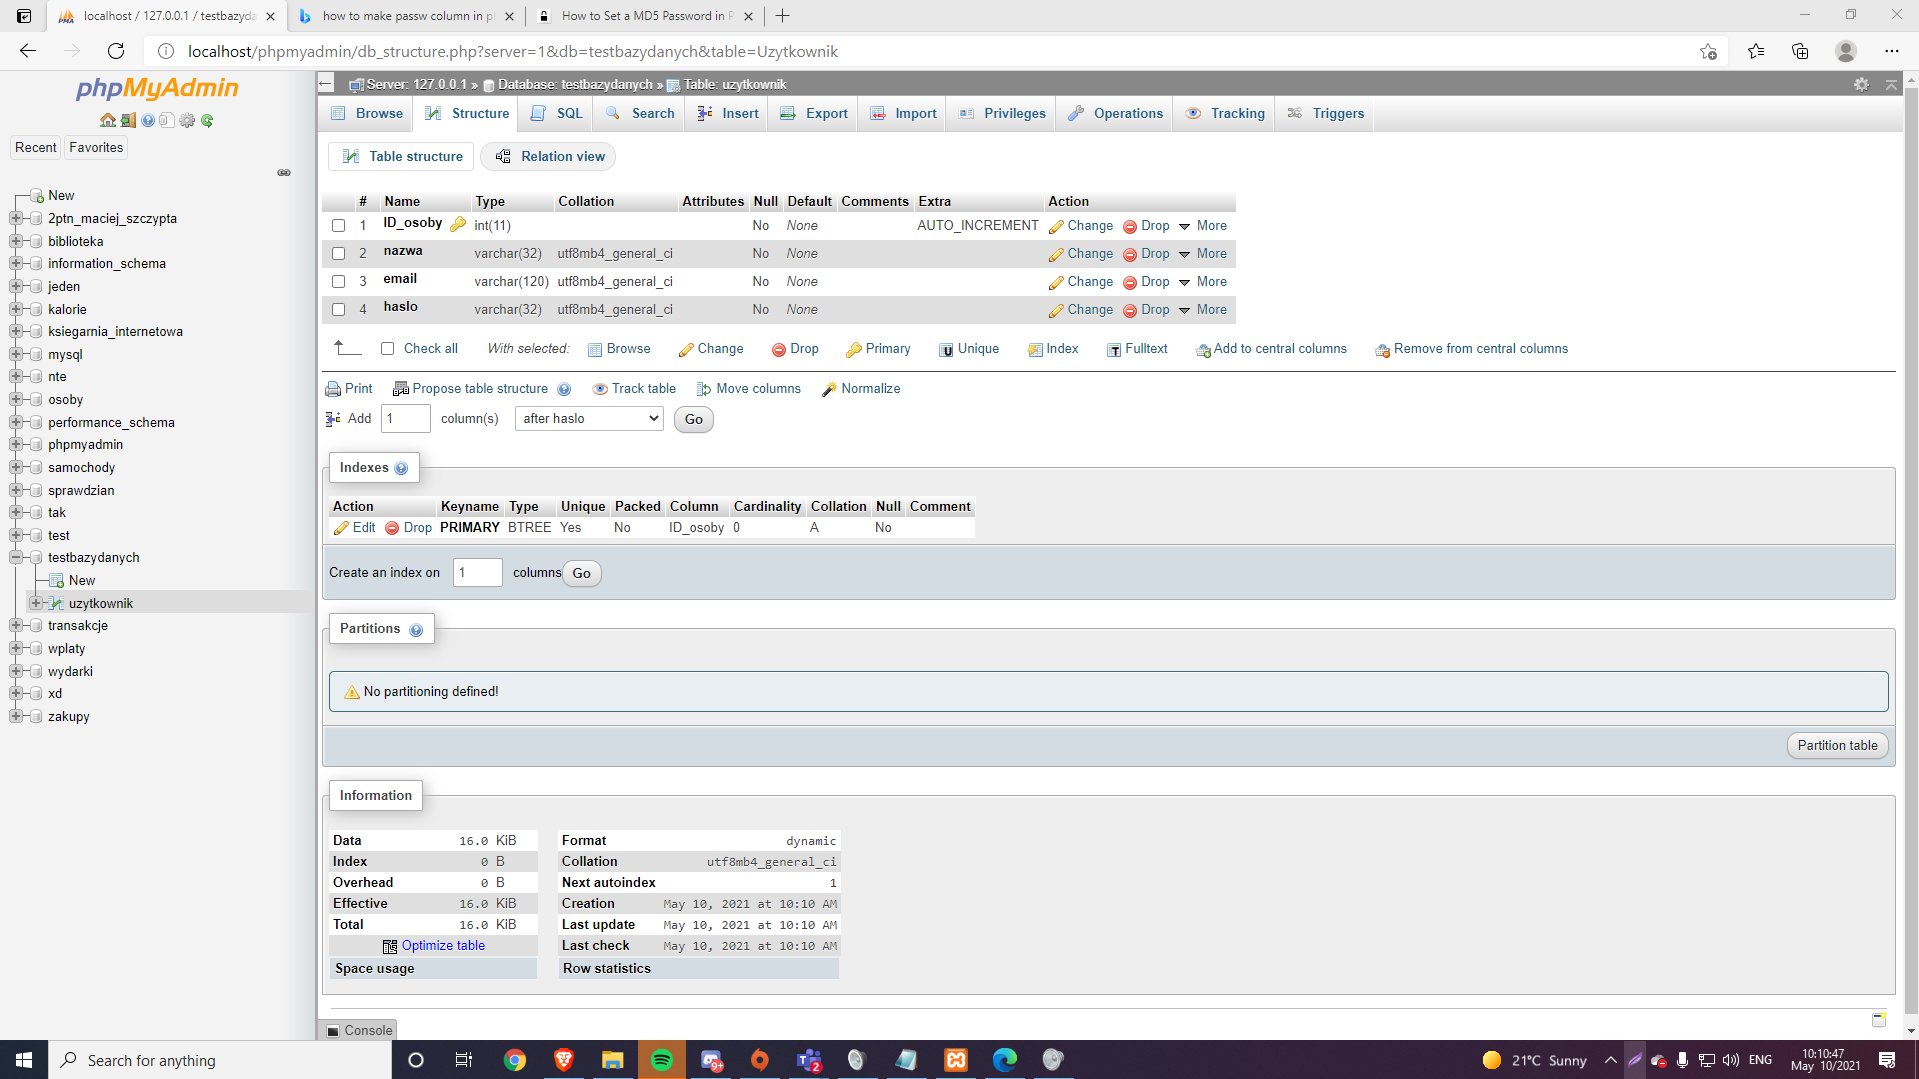 localhost / 127.0.0.1 / testbazyda
how to make passw column in p
How to Set a MD5 Password in P
localhost/phpmyadmin/db_structure.php?server=1&db=testbazydanych&table=Uzytkownik
phpMyAdmin
Recent
Favorites
New
2ptn_maciej_szczypta
biblioteka
information_schema
jeden
kalorie
ksiegarnia_internetowa
mysql
nte
osoby
performance_schema
phpmyadmin
samochody
sprawdzian
tak
test
testbazydanych
New
uzytkownik
transakcje
wplaty
wydarki
xd
zakupy
Server: 127.0.0.1 » Database: testbazydanych » Table: uzytkownik
Browse Structure SQL Search Insert Export Import Privileges Operations Tracking Triggers
Table structure Relation view
# Name Type Collation Attributes Null Default Comments Extra Action
1 ID_osoby int(11) No None AUTO_INCREMENT Change Drop More
2 nazwa varchar(32) utf8mb4_general_ci No None Change Drop More
3 email varchar(120) utf8mb4_general_ci No None Change Drop More
4 haslo varchar(32) utf8mb4_general_ci No None Change Drop More
Check all With selected: Browse Change Drop Primary Unique Index Fulltext Add to central columns Remove from central columns
Print Propose table structure Track table Move columns Normalize
Add 1 column(s) after haslo Go
Indexes
Action Keyname Type Unique Packed Column Cardinality Collation Null Comment
Edit Drop PRIMARY BTREE Yes No ID_osoby 0 A No
Create an index on 1 columns Go
Partitions
No partitioning defined!
Partition table
Information
Data 16.0 KiB
Index 0 B
Overhead 0 B
Effective 16.0 KiB
Total 16.0 KiB
Optimize table
Space usage
Format dynamic
Collation utf8mb4_general_ci
Next autoindex 1
Creation May 10, 2021 at 10:10 AM
Last update May 10, 2021 at 10:10 AM
Last check May 10, 2021 at 10:10 AM
Row statistics
Console
Search for anything
9+
2
21°C Sunny
ENG
10:10:47
May 10/2021